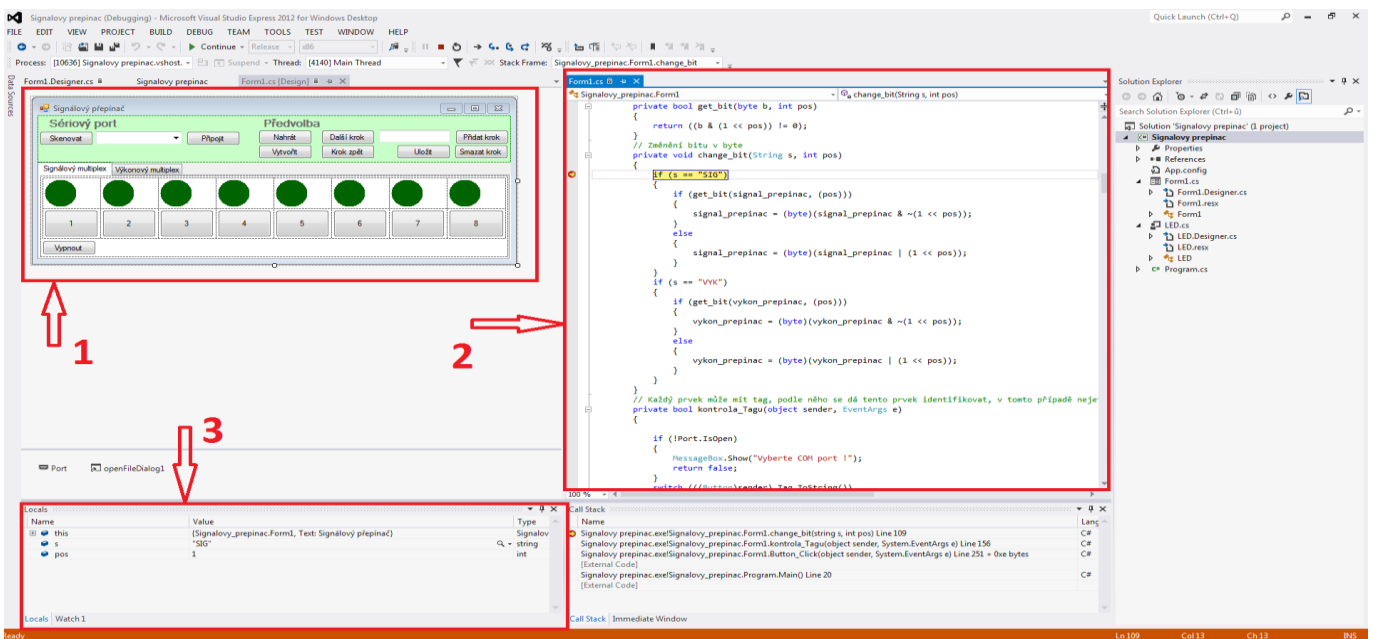 Signalovy prepinac (Debugging) - Microsoft Visual Studio Express 2012 for Windows Desktop
Quick Launch (Ctrl+Q)
FILE EDIT VIEW PROJECT BUILD DEBUG TEAM TOOLS TEST WINDOW HELP
Continue Release x86
Process: [10636] Signalovy prepinac.vshost. Suspend Thread: [4140] Main Thread Stack Frame: Signalovy_prepinac.Form1.change_bit
Data Sources
Form1.Designer.cs Signalovy prepinac Form1.cs [Design]
Signálový přepínač
Sériový port Předvolba
Skenovat Připojit Nahrát Další krok Přidat krok
Vytvořit Krok zpět Uložit Smazat krok
Signálový multiplex Výkonový multiplex
1 2 3 4 5 6 7 8
Vypnout
1
2
3
Port openFileDialog1
Form1.cs
Signalovy_prepinac.Form1 change_bit(String s, int pos)
private bool get_bit(byte b, int pos)
{
return ((b & (1 << pos)) != 0);
}
// Změnění bitu v byte
private void change_bit(String s, int pos)
{
if (s == "SIG")
{
if (get_bit(signal_prepinac, (pos)))
{
signal_prepinac = (byte)(signal_prepinac & ~(1 << pos));
}
else
{
signal_prepinac = (byte)(signal_prepinac | (1 << pos));
}
}
if (s == "VYK")
{
if (get_bit(vykon_prepinac, (pos)))
{
vykon_prepinac = (byte)(vykon_prepinac & ~(1 << pos));
}
else
{
vykon_prepinac = (byte)(vykon_prepinac | (1 << pos));
}
}
}
// Každý prvek může mít tag, podle něho se dá tento prvek identifikovat, v tomto případě neje
private bool kontrola_Tagu(object sender, EventArgs e)
{
if (!Port.IsOpen)
{
MessageBox.Show("Vyberte COM port !");
return false;
}
switch (((Button)sender).Tag.ToString())
100 %
Solution Explorer
Search Solution Explorer (Ctrl+ů)
Solution 'Signalovy prepinac' (1 project)
Signalovy prepinac
Properties
References
App.config
Form1.cs
Form1.Designer.cs
Form1.resx
Form1
LED.cs
LED.Designer.cs
LED.resx
LED
Program.cs
Locals
Name Value Type
this {Signalovy_prepinac.Form1, Text: Signálový přepínač} Signalov
s "SIG" string
pos 1 int
Locals Watch 1
Call Stack
Name Lang
Signalovy prepinac.exe!Signalovy_prepinac.Form1.change_bit(string s, int pos) Line 109 C#
Signalovy prepinac.exe!Signalovy_prepinac.Form1.kontrola_Tagu(object sender, System.EventArgs e) Line 156 C#
Signalovy prepinac.exe!Signalovy_prepinac.Form1.Button_Click(object sender, System.EventArgs e) Line 251 + 0xe bytes C#
[External Code]
Signalovy prepinac.exe!Signalovy_prepinac.Program.Main() Line 20 C#
[External Code]
Call Stack Immediate Window
Ready Ln 109 Col 13 Ch 13 INS